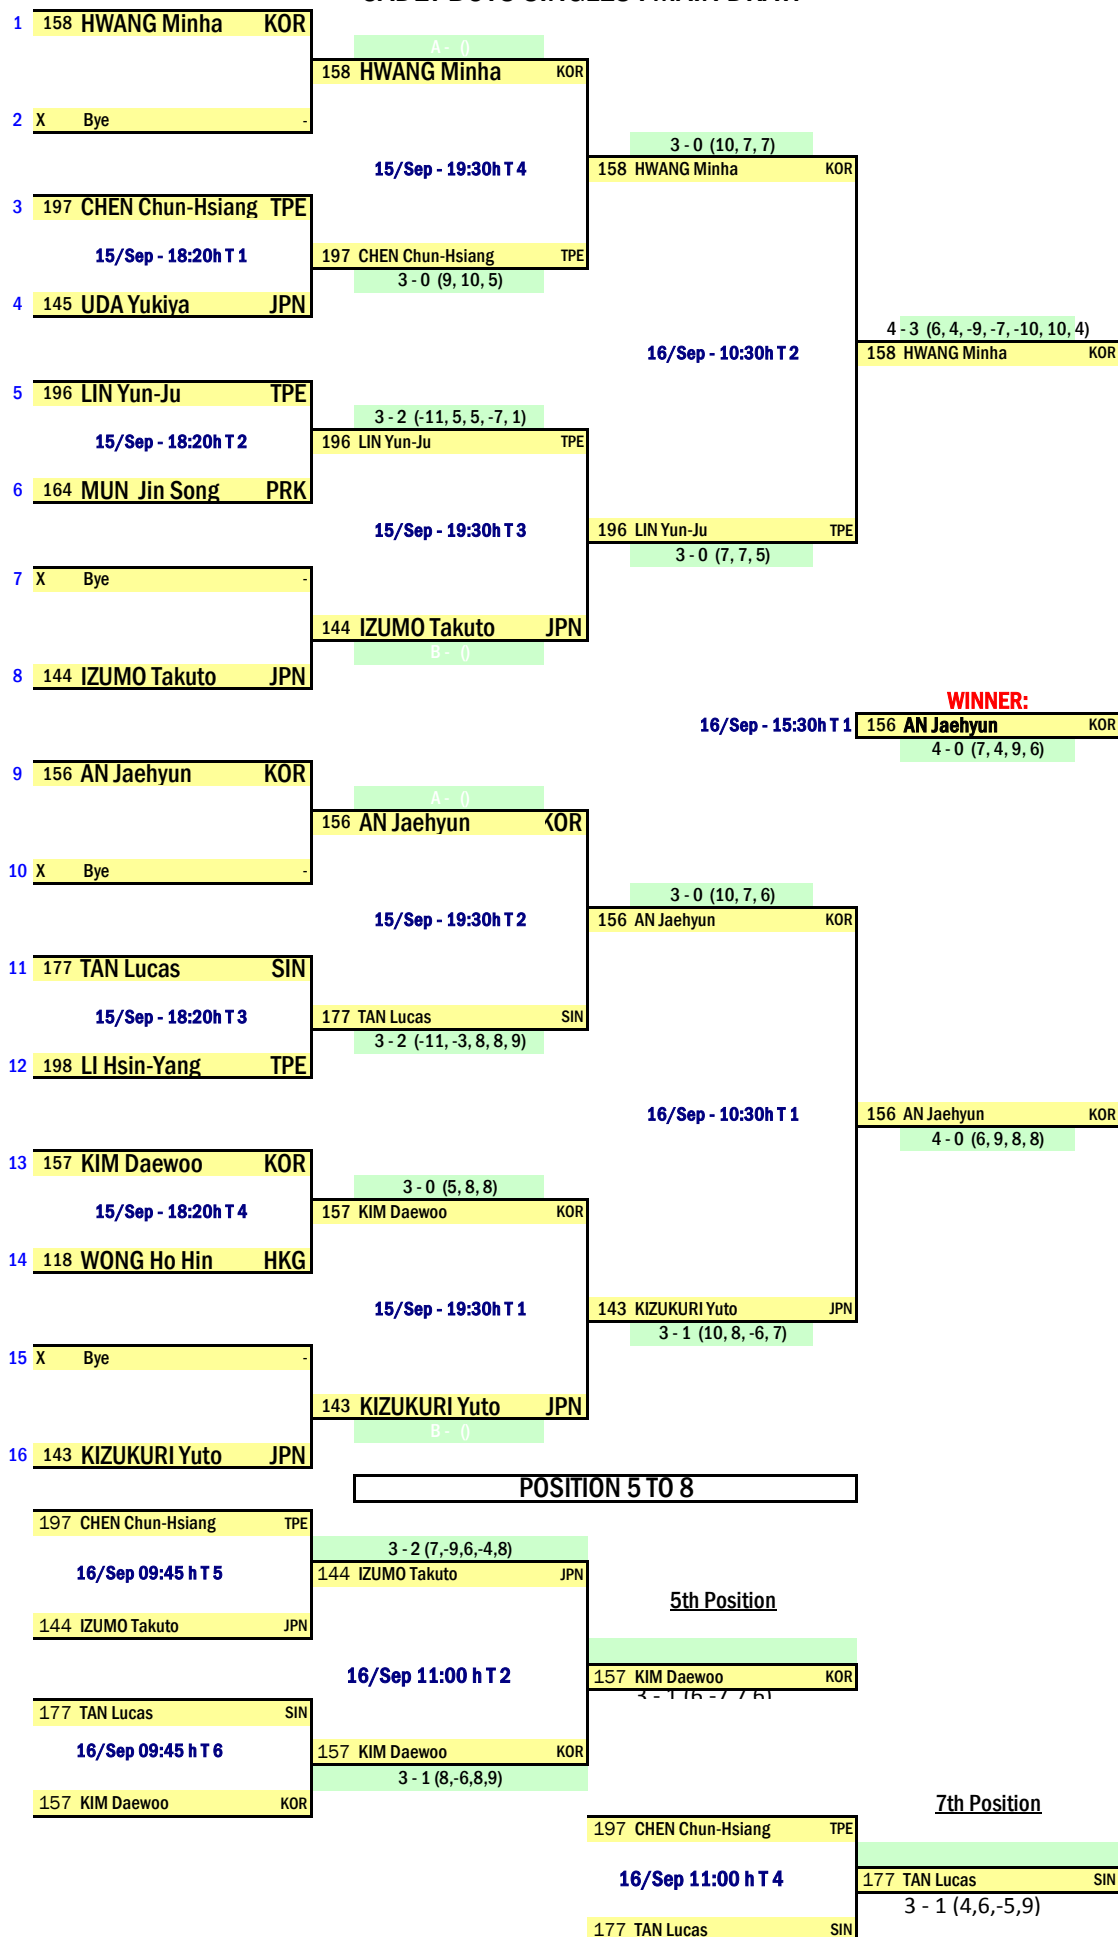 1 158 HWANG Minha KOR
A - ()
158 HWANG Minha KOR
2 X Bye -
3 - 0 (10, 7, 7)
15/Sep - 19:30h T 4
158 HWANG Minha KOR
3 197 CHEN Chun-Hsiang TPE
15/Sep - 18:20h T 1
197 CHEN Chun-Hsiang TPE
3 - 0 (9, 10, 5)
4 145 UDA Yukiya JPN
4 - 3 (6, 4, -9, -7, -10, 10, 4)
16/Sep - 10:30h T 2
158 HWANG Minha KOR
5 196 LIN Yun-Ju TPE
3 - 2 (-11, 5, 5, -7, 1)
15/Sep - 18:20h T 2
196 LIN Yun-Ju TPE
6 164 MUN Jin Song PRK
15/Sep - 19:30h T 3
196 LIN Yun-Ju TPE
3 - 0 (7, 7, 5)
7 X Bye -
144 IZUMO Takuto JPN
B - ()
8 144 IZUMO Takuto JPN
WINNER:
16/Sep - 15:30h T 1
156 AN Jaehyun KOR
4 - 0 (7, 4, 9, 6)
9 156 AN Jaehyun KOR
A - ()
156 AN Jaehyun KOR
10 X Bye -
3 - 0 (10, 7, 6)
15/Sep - 19:30h T 2
156 AN Jaehyun KOR
11 177 TAN Lucas SIN
15/Sep - 18:20h T 3
177 TAN Lucas SIN
3 - 2 (-11, -3, 8, 8, 9)
12 198 LI Hsin-Yang TPE
16/Sep - 10:30h T 1
156 AN Jaehyun KOR
4 - 0 (6, 9, 8, 8)
13 157 KIM Daewoo KOR
3 - 0 (5, 8, 8)
15/Sep - 18:20h T 4
157 KIM Daewoo KOR
14 118 WONG Ho Hin HKG
15/Sep - 19:30h T 1
143 KIZUKURI Yuto JPN
3 - 1 (10, 8, -6, 7)
15 X Bye -
143 KIZUKURI Yuto JPN
B - ()
16 143 KIZUKURI Yuto JPN
POSITION 5 TO 8
197 CHEN Chun-Hsiang TPE
3 - 2 (7,-9,6,-4,8)
16/Sep 09:45 h T 5
144 IZUMO Takuto JPN
5th Position
144 IZUMO Takuto JPN
16/Sep 11:00 h T 2
157 KIM Daewoo KOR
177 TAN Lucas SIN
16/Sep 09:45 h T 6
157 KIM Daewoo KOR
3 - 1 (8,-6,8,9)
157 KIM Daewoo KOR
7th Position
197 CHEN Chun-Hsiang TPE
16/Sep 11:00 h T 4
177 TAN Lucas SIN
3 - 1 (4,6,-5,9)
177 TAN Lucas SIN